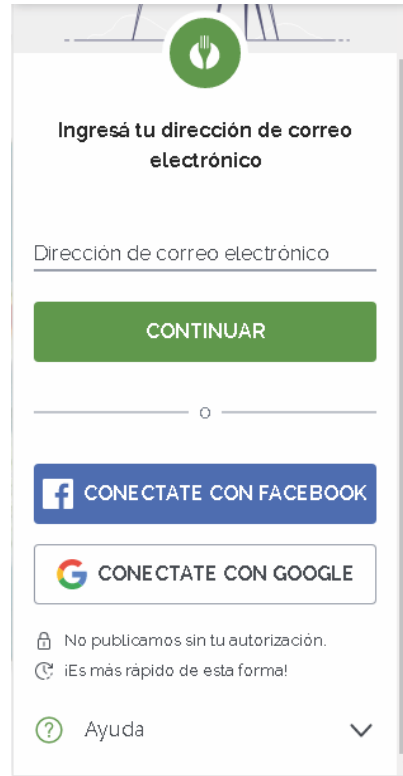 Ingresá tu dirección de correo
electrónico
Dirección de correo electrónico
CONTINUAR
O
CONECTATE CON FACEBOOK
CONECTATE CON GOOGLE
No publicamos sin tu autorización.
¡Es más rápido de esta forma!
Ayuda